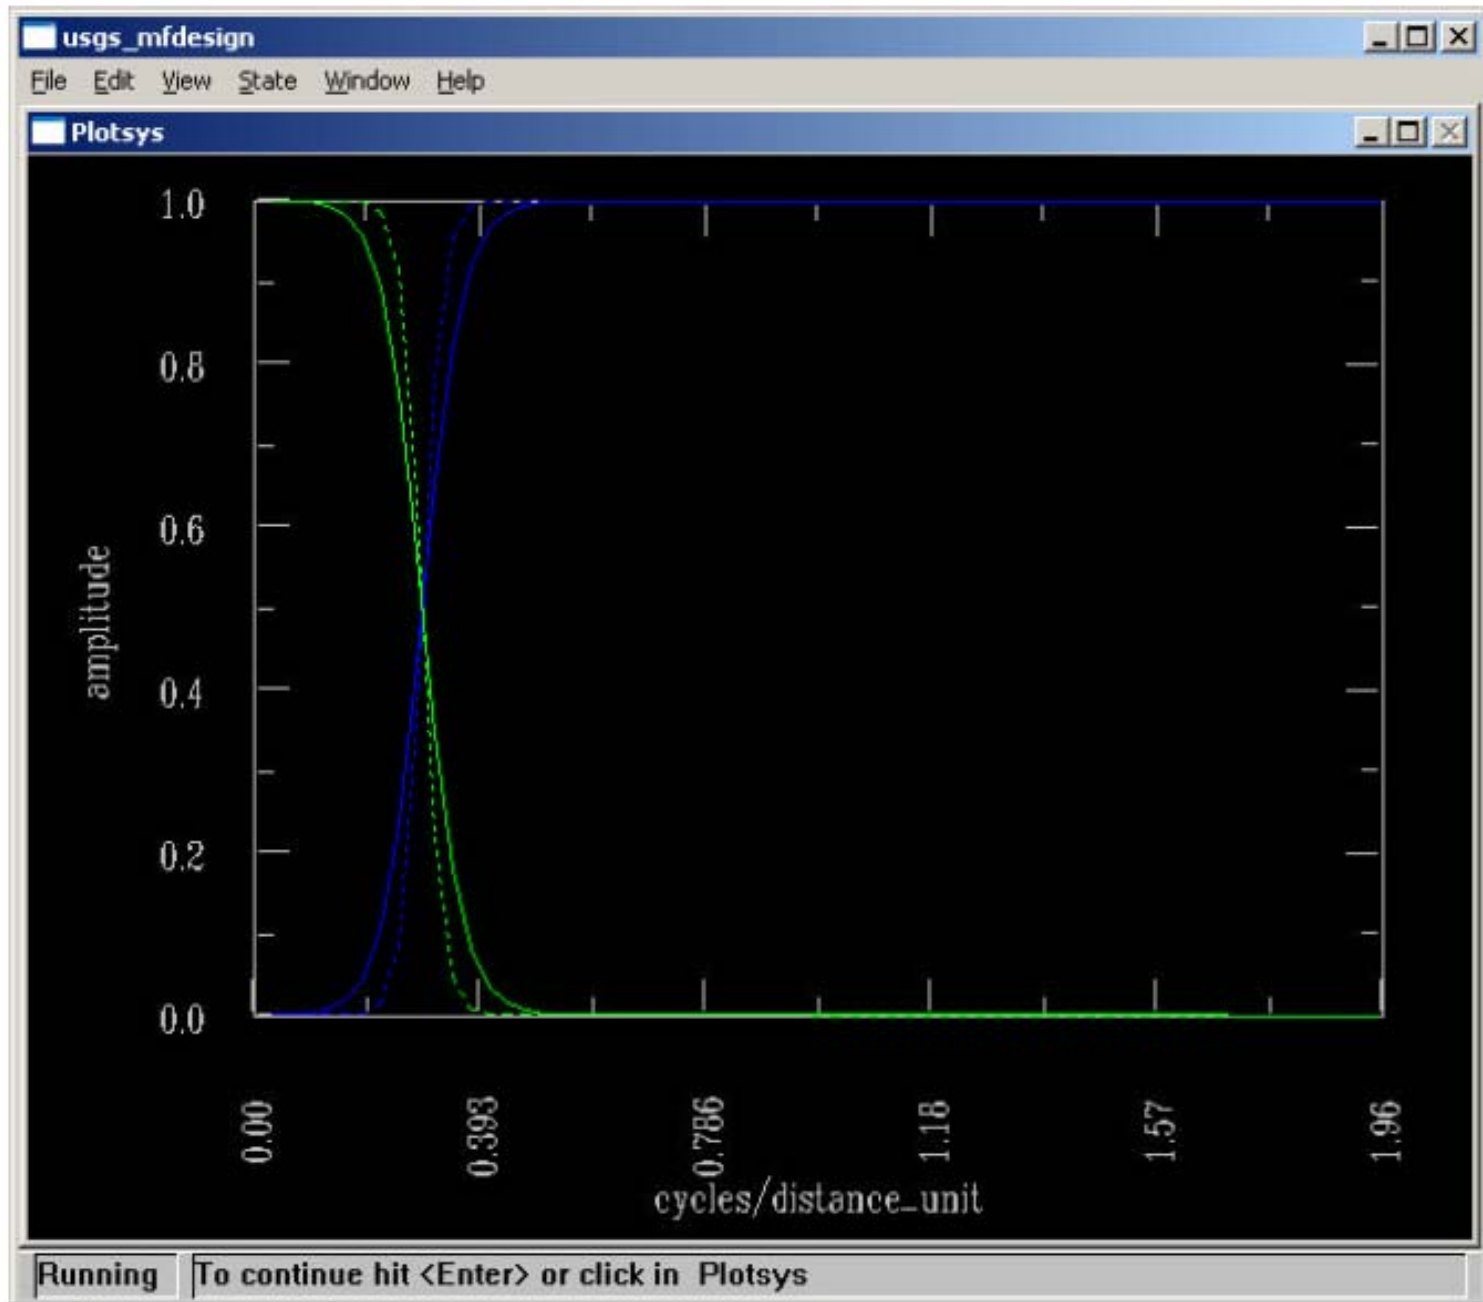 usgs_mfdesign
File Edit View State Window Help
Plotsys
1.0
0.8
0.6
0.4
0.2
0.0
amplitude
0.00 0.393 0.786 1.18 1.57 1.96
cycles/distance_unit
Running To continue hit <Enter> or click in Plotsys